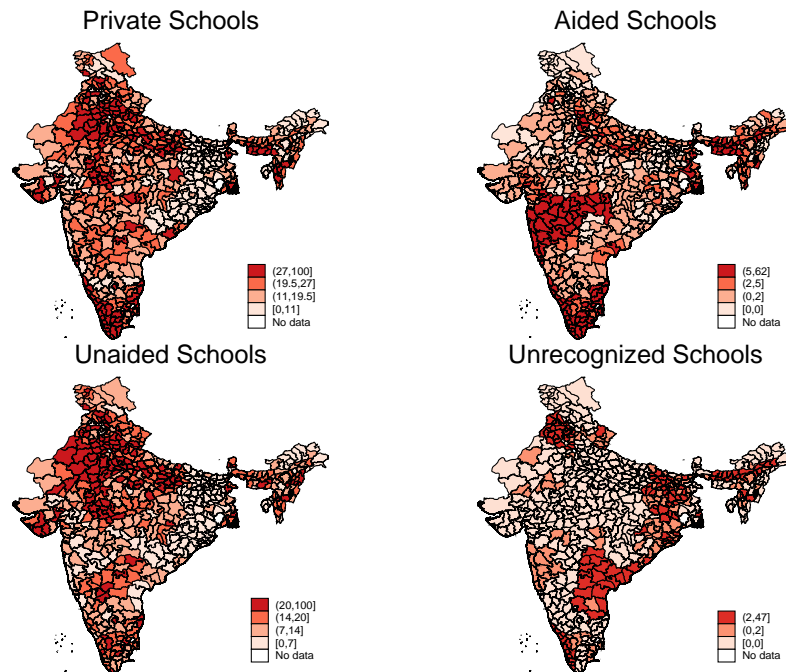 Private Schools
(27,100]
(19.5,27]
(11,19.5]
[0,11]
No data
Aided Schools
(5,62]
(2,5]
(0,2]
[0,0]
No data
Unaided Schools
(20,100]
(14,20]
(7,14]
[0,7]
No data
Unrecognized Schools
(2,47]
(0,2]
[0,0]
No data